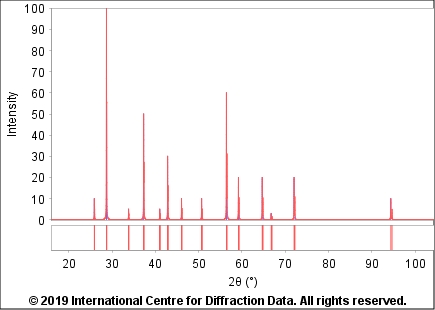 100
90
80
70
60
50
40
30
20
10
0
Intensity
20 30 40 50 60 70 80 90 100
2θ (°)
© 2019 International Centre for Diffraction Data. All rights reserved.